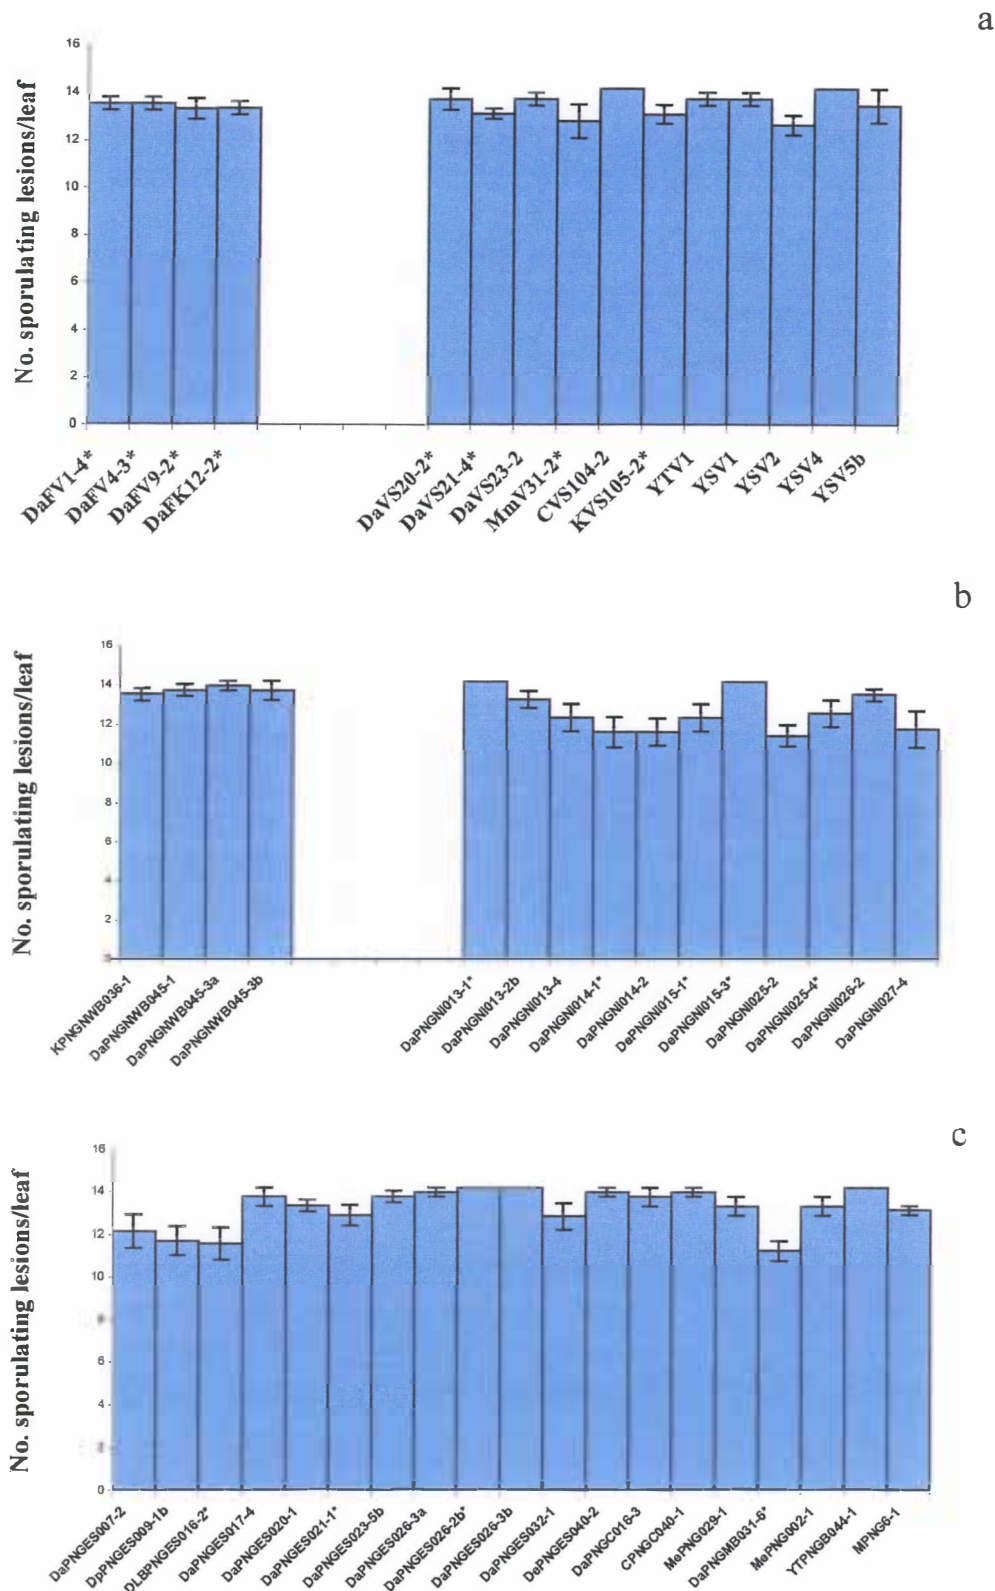 a
No. sporulating lesions/leaf
16
14
12
10
8
6
4
2
0
DaFV1-4*
DaFV4-3*
DaFV9-2*
DaFK12-2*
DaVS20-2*
DaVS21-4*
DaVS23-2
MmV31-2*
CVS104-2
KVS105-2*
YTV1
YSV1
YSV2
YSV4
YSV5b
b
No. sporulating lesions/leaf
16
14
12
10
8
6
4
2
KPNGNWB036-1
DaPNGNWB045-1
DaPNGNWB045-3a
DaPNGNWB045-3b
DaPNGNI013-1*
DaPNGNI013-2b
DaPNGNI013-4
DaPNGNI014-1*
DaPNGNI014-2
DePNGNI015-1*
DePNGNI015-3*
DaPNGNI025-2
DaPNGNI025-4*
DaPNGNI026-2
DaPNGNI027-4
c
No. sporulating lesions/leaf
16
14
12
10
8
6
4
2
0
DaPNGES007-2
DpPNGES009-1b
DLBPNGES016-2*
DaPNGES017-4
DaPNGES020-1
DaPNGES021-1*
DaPNGES023-5b
DpPNGES026-3a
DaPNGES026-2b*
DaPNGES026-3b
DaPNGES032-1
DePNGES040-2
DaPNGC016-3
CPNGC040-1
MePNG029-1
DaPNGMB031-6*
MePNG002-1
YTPNGB044-1
MPNG6-1